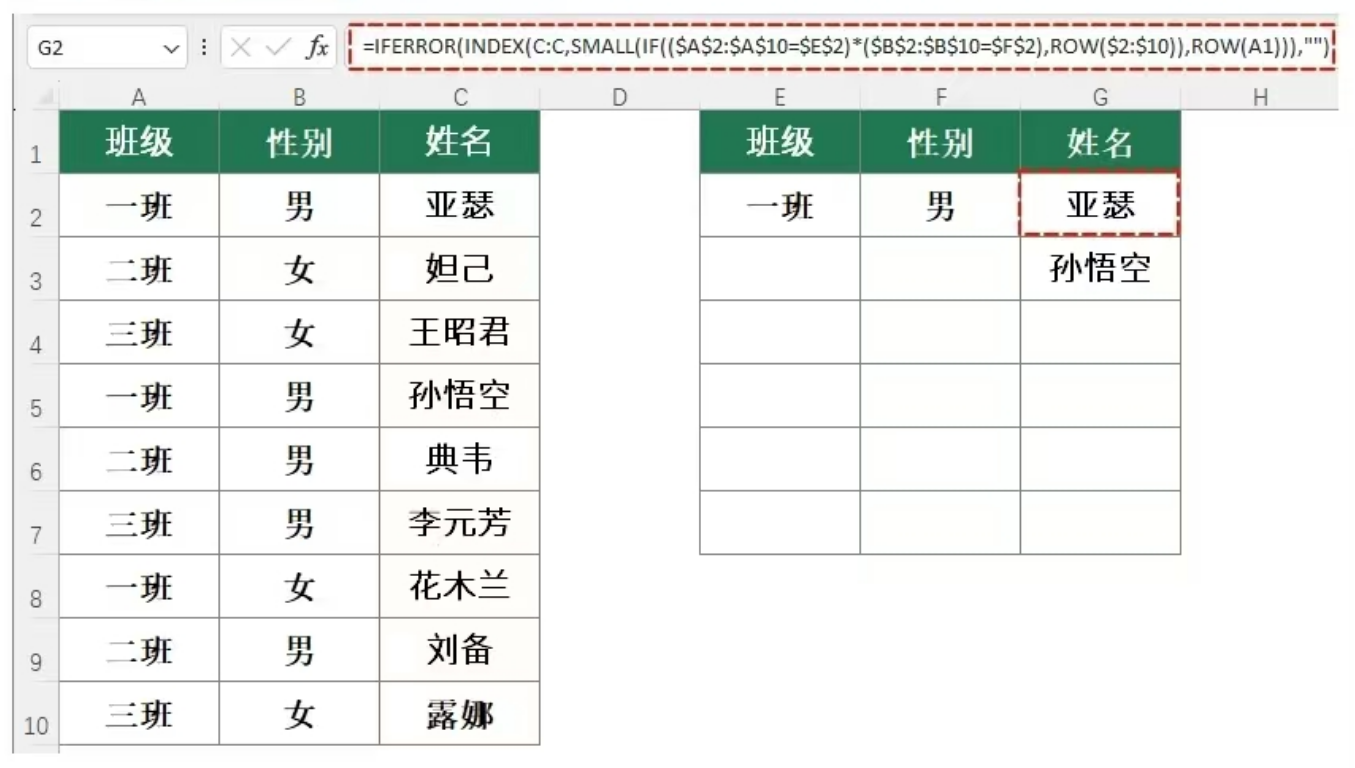 G2 fx =IFERROR(INDEX(C:C,SMALL(IF(($A$2:$A$10=$E$2)*($B$2:$B$10=$F$2),ROW($2:$10)),ROW(A1))),"")
A B C D E F G H
1 班级 性别 姓名 班级 性别 姓名
2 一班 男 亚瑟 一班 男 亚瑟
3 二班 女 妲己 孙悟空
4 三班 女 王昭君
5 一班 男 孙悟空
6 二班 男 典韦
7 三班 男 李元芳
8 一班 女 花木兰
9 二班 男 刘备
10 三班 女 露娜